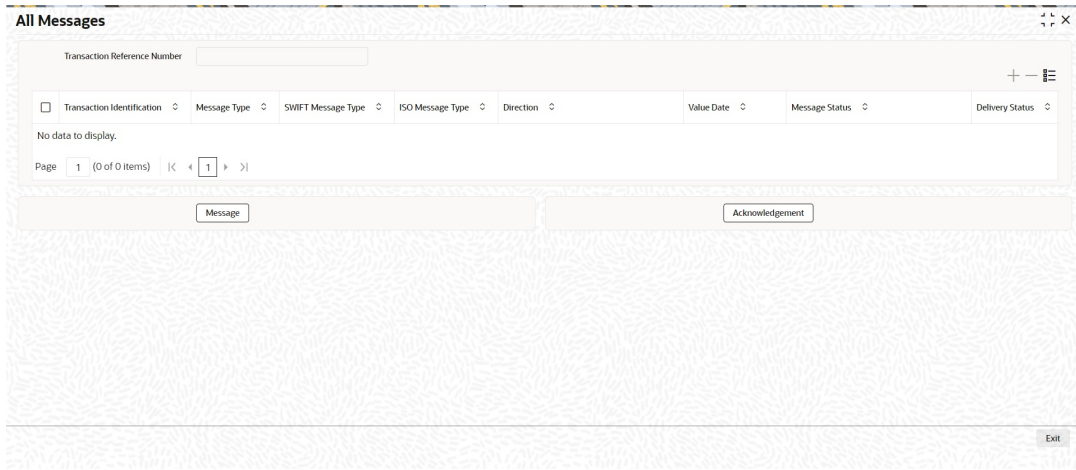 All Messages
Transaction Reference Number
Transaction Identification Message Type SWIFT Message Type ISO Message Type Direction Value Date Message Status Delivery Status
No data to display.
Page 1 (0 of 0 items) 1
Message Acknowledgement
Exit